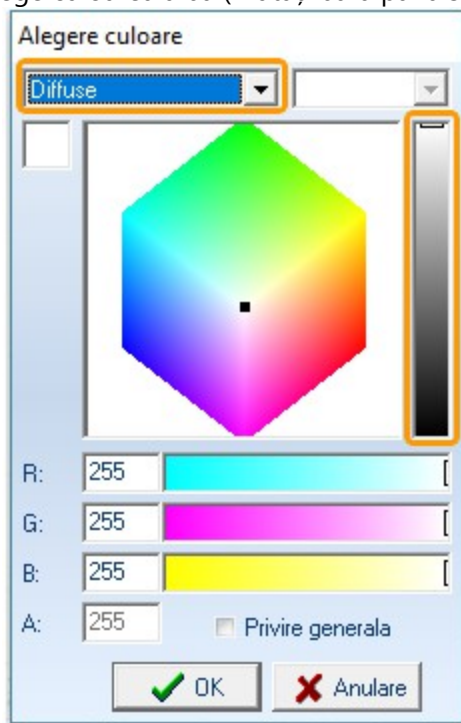 Alegere culoare
Diffuse
R: 255
G: 255
B: 255
A: 255 Privire generala
OK Anulare